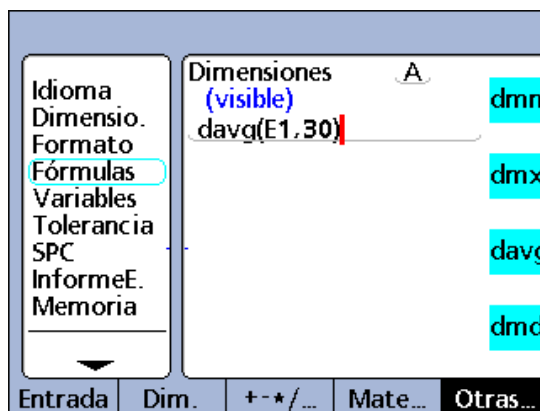 Idioma
Dimensio.
Formato
Fórmulas
Variables
Tolerancia
SPC
InformeE.
Memoria
Dimensiones A
(visible)
davg(E1,30)
dmn
dmx
davg
dmd
Entrada Dim. +-*/... Mate... Otras...